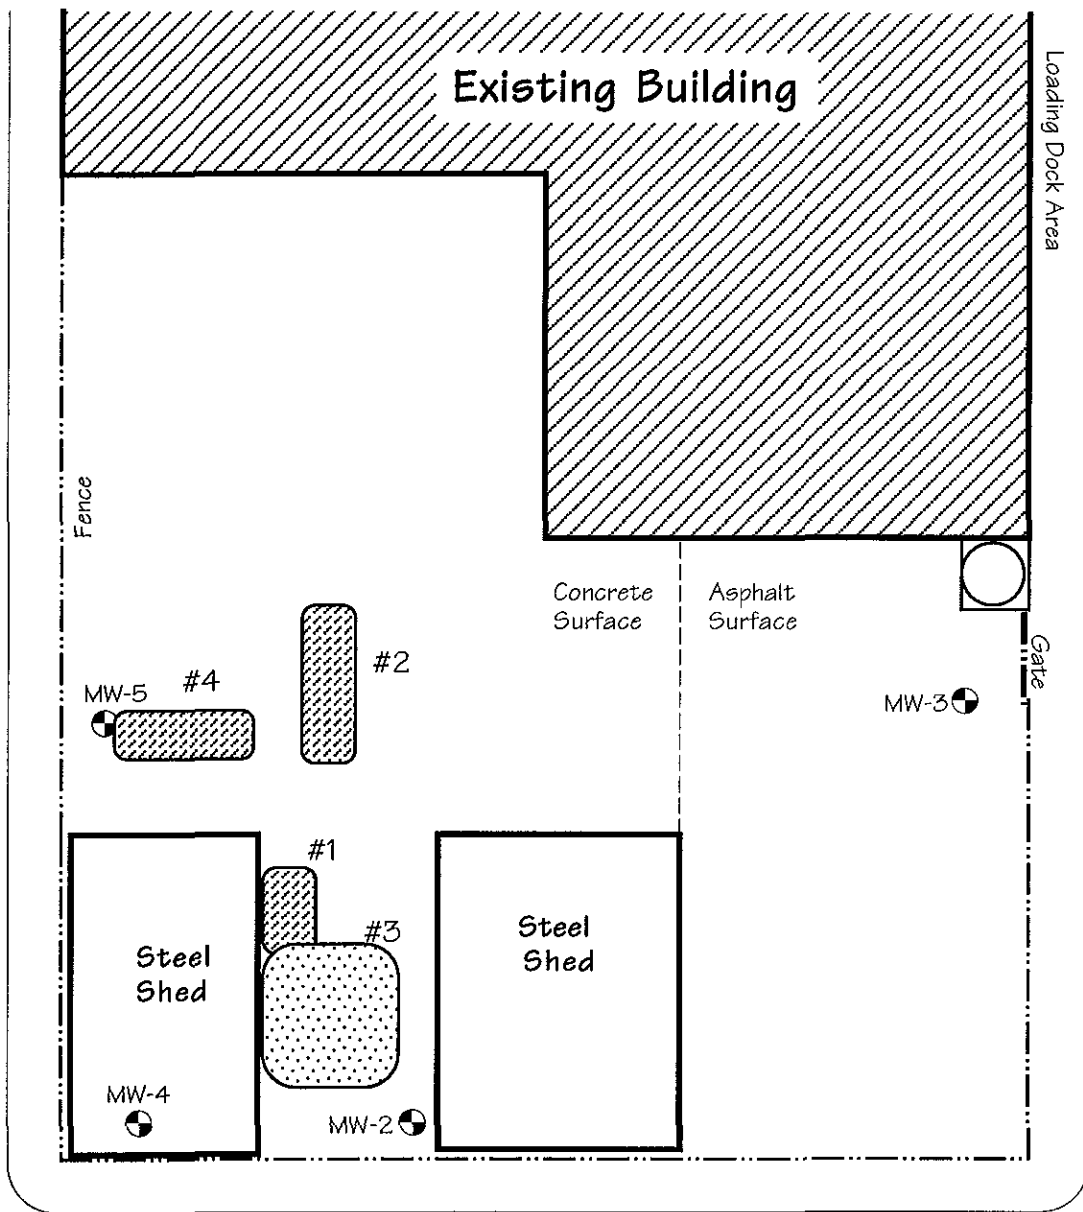 Existing Building
Loading Dock Area
Fence
Concrete
Surface
Asphalt
Surface
Gate
#2
#4
MW-5
MW-3
#1
#3
Steel
Shed
Steel
Shed
MW-4
MW-2